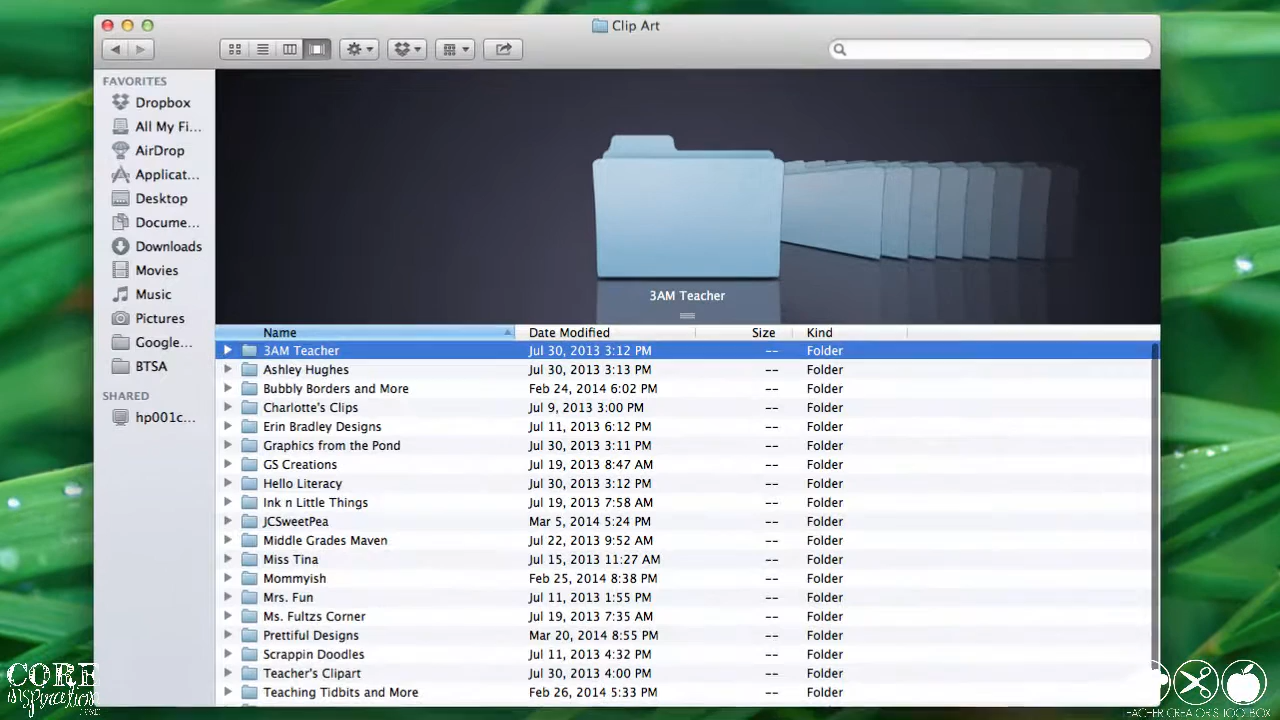 Clip Art
FAVORITES
Dropbox
All My Fi...
AirDrop
Applicat...
Desktop
Docume...
Downloads
Movies
Music
Pictures
Google...
BTSA
SHARED
hp001c...
3AM Teacher
Name Date Modified Size Kind
3AM Teacher Jul 30, 2013 3:12 PM -- Folder
Ashley Hughes Jul 30, 2013 3:13 PM -- Folder
Bubbly Borders and More Feb 24, 2014 6:02 PM -- Folder
Charlotte's Clips Jul 9, 2013 3:00 PM -- Folder
Erin Bradley Designs Jul 11, 2013 6:12 PM -- Folder
Graphics from the Pond Jul 30, 2013 3:11 PM -- Folder
GS Creations Jul 19, 2013 8:47 AM -- Folder
Hello Literacy Jul 30, 2013 3:12 PM -- Folder
Ink n Little Things Jul 19, 2013 7:58 AM -- Folder
JCSweetPea Mar 5, 2014 5:24 PM -- Folder
Middle Grades Maven Jul 22, 2013 9:52 AM -- Folder
Miss Tina Jul 15, 2013 11:27 AM -- Folder
Mommyish Feb 25, 2014 8:38 PM -- Folder
Mrs. Fun Jul 11, 2013 1:55 PM -- Folder
Ms. Fultzs Corner Jul 19, 2013 7:35 AM -- Folder
Prettiful Designs Mar 20, 2014 8:55 PM -- Folder
Scrappin Doodles Jul 11, 2013 4:32 PM -- Folder
Teacher's Clipart Jul 30, 2013 4:00 PM -- Folder
Teaching Tidbits and More Feb 26, 2014 5:33 PM -- Folder
CORE
inspiration